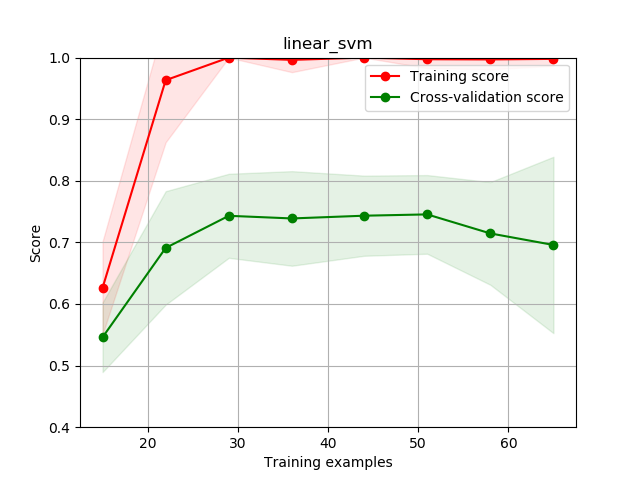 linear_svm
1.0
0.9
0.8
0.7
0.6
0.5
0.4
Score
Training score
Cross-validation score
20 30 40 50 60
Training examples